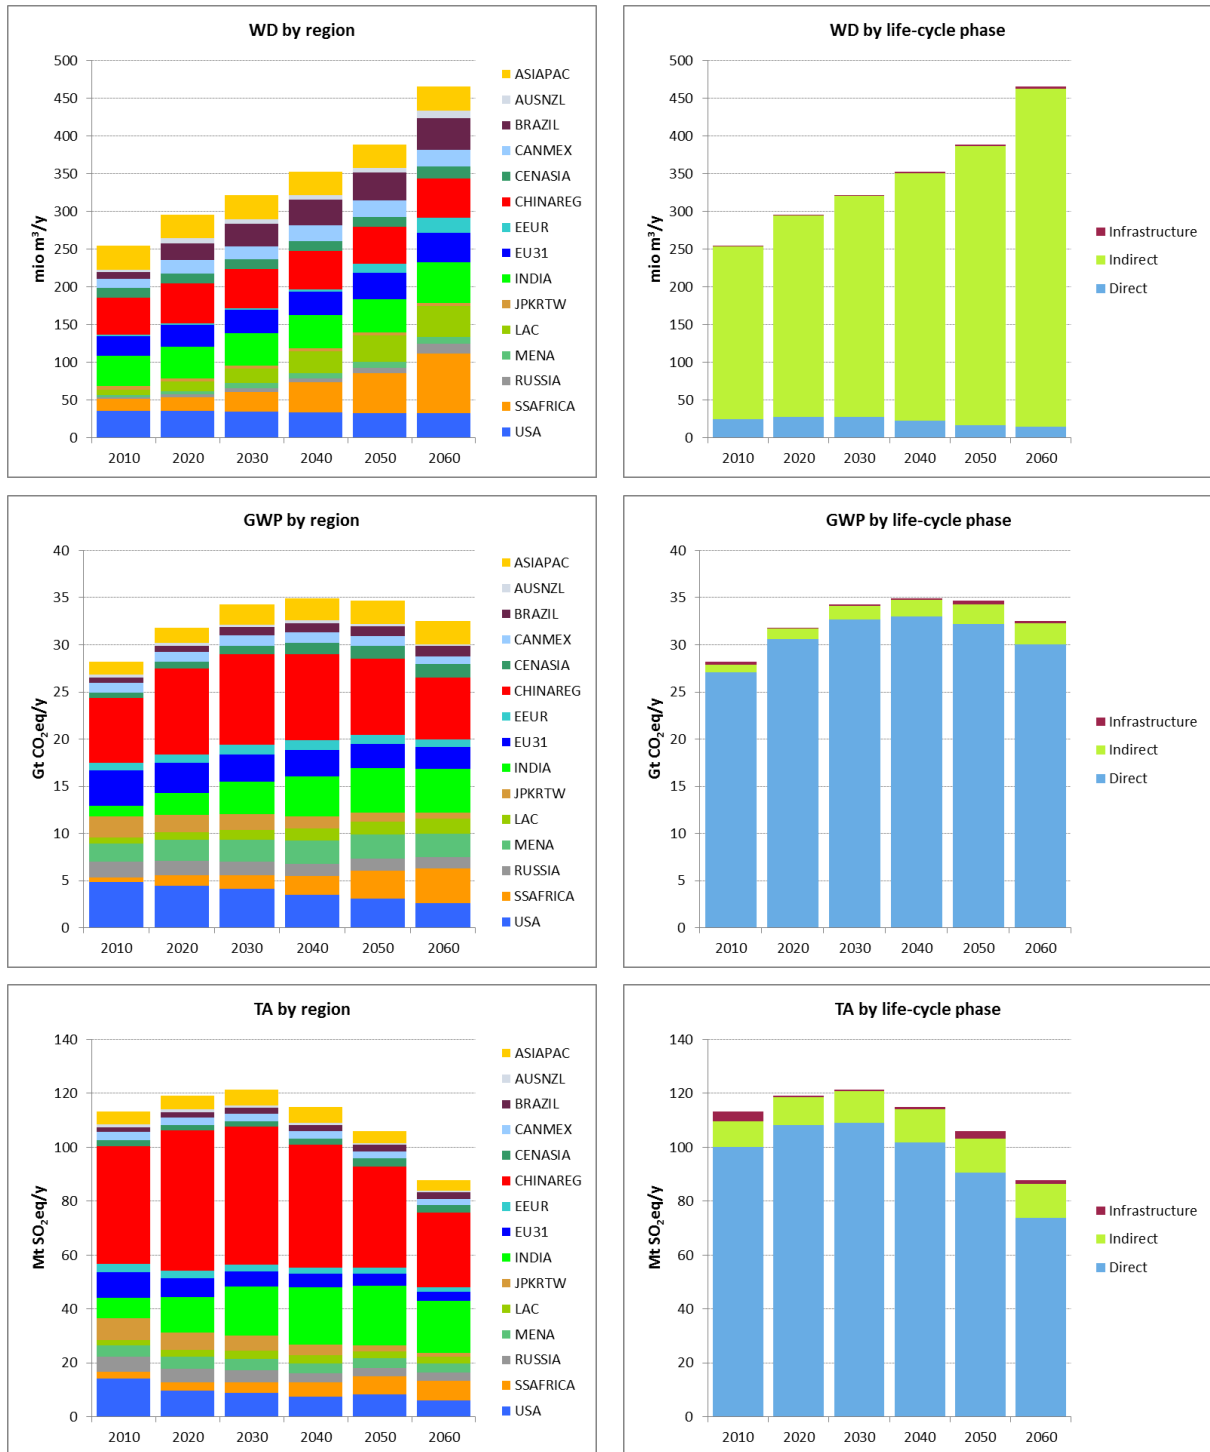 WD by region
500
450
400
350
300
250
200
150
100
50
0
mio m³/y
2010 2020 2030 2040 2050 2060
ASIAPAC
AUSNZL
BRAZIL
CANMEX
CENASIA
CHINAREG
EEUR
EU31
INDIA
JPKRTW
LAC
MENA
RUSSIA
SSAFRICA
USA
WD by life-cycle phase
500
450
400
350
300
250
200
150
100
50
0
mio m³/y
2010 2020 2030 2040 2050 2060
Infrastructure
Indirect
Direct
GWP by region
40
35
30
25
20
15
10
5
0
Gt CO₂eq/y
2010 2020 2030 2040 2050 2060
ASIAPAC
AUSNZL
BRAZIL
CANMEX
CENASIA
CHINAREG
EEUR
EU31
INDIA
JPKRTW
LAC
MENA
RUSSIA
SSAFRICA
USA
GWP by life-cycle phase
40
35
30
25
20
15
10
5
0
Gt CO₂eq/y
2010 2020 2030 2040 2050 2060
Infrastructure
Indirect
Direct
TA by region
140
120
100
80
60
40
20
0
Mt SO₂eq/y
2010 2020 2030 2040 2050 2060
ASIAPAC
AUSNZL
BRAZIL
CANMEX
CENASIA
CHINAREG
EEUR
EU31
INDIA
JPKRTW
LAC
MENA
RUSSIA
SSAFRICA
USA
TA by life-cycle phase
140
120
100
80
60
40
20
0
Mt SO₂eq/y
2010 2020 2030 2040 2050 2060
Infrastructure
Indirect
Direct